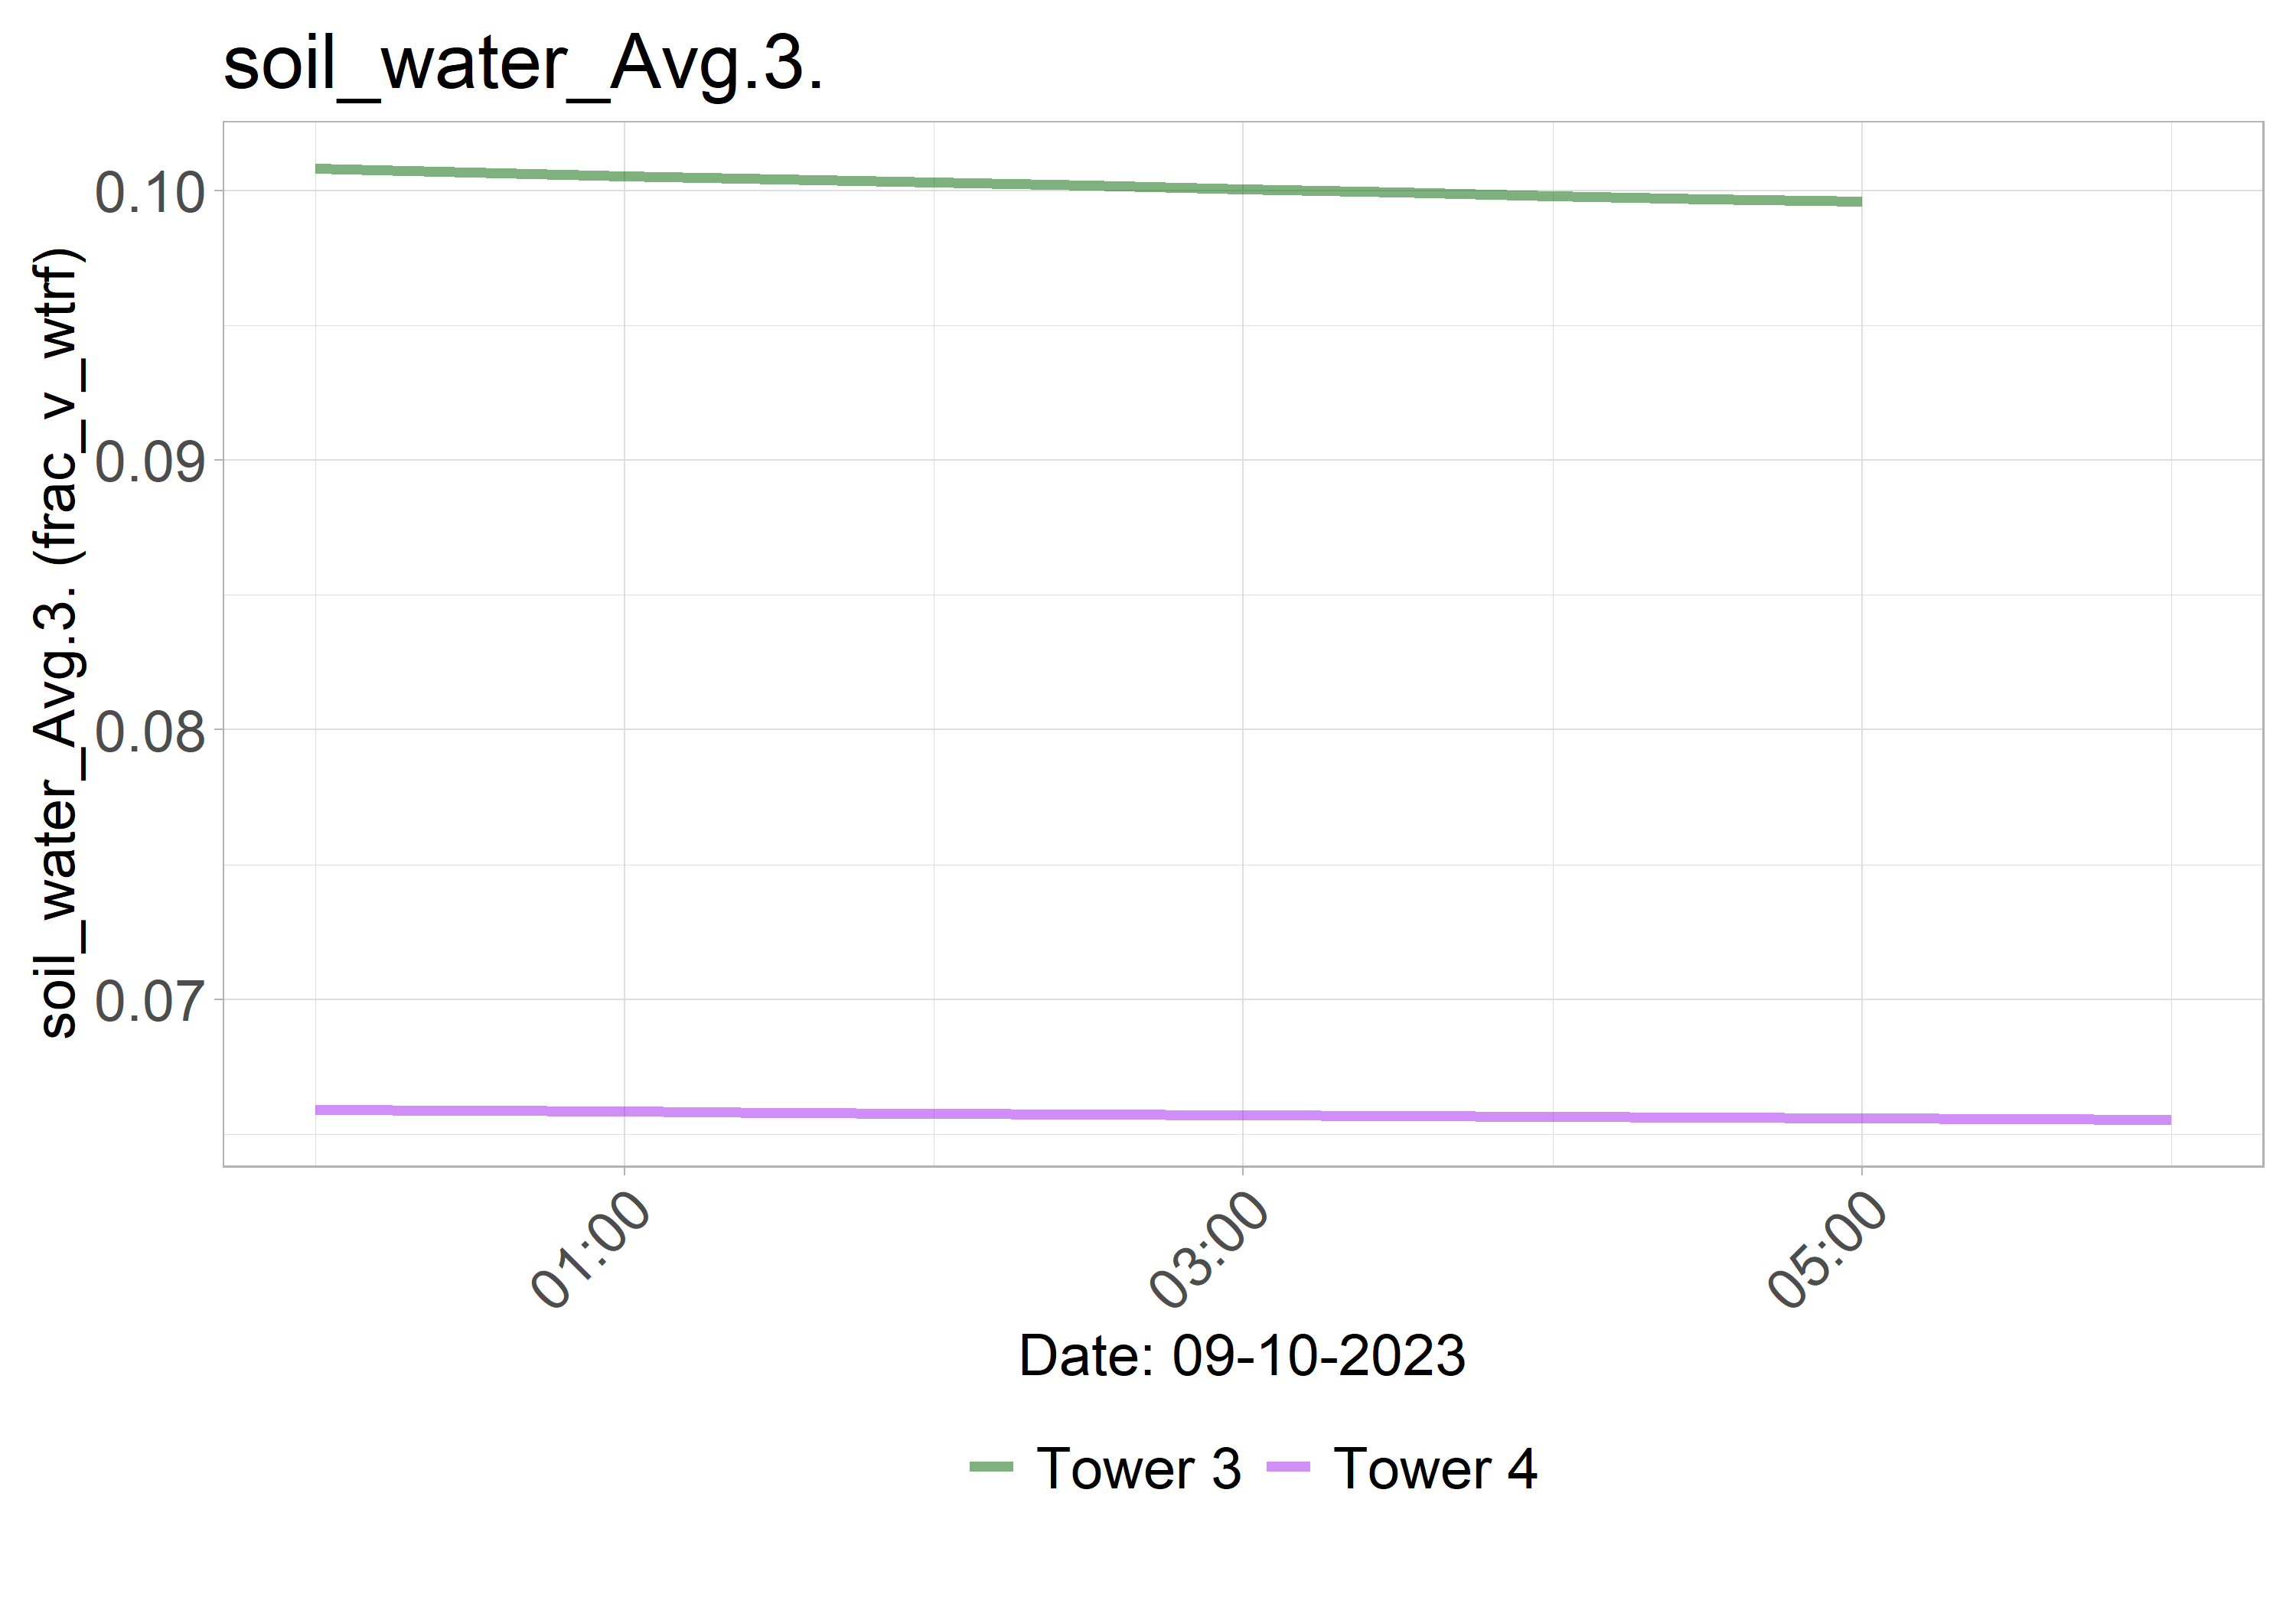 soil_water_Avg.3.
soil_water_Avg.3. (frac_v_wtrf)
0.10
0.09
0.08
0.07
01:00
03:00
05:00
Date: 09-10-2023
Tower 3
Tower 4